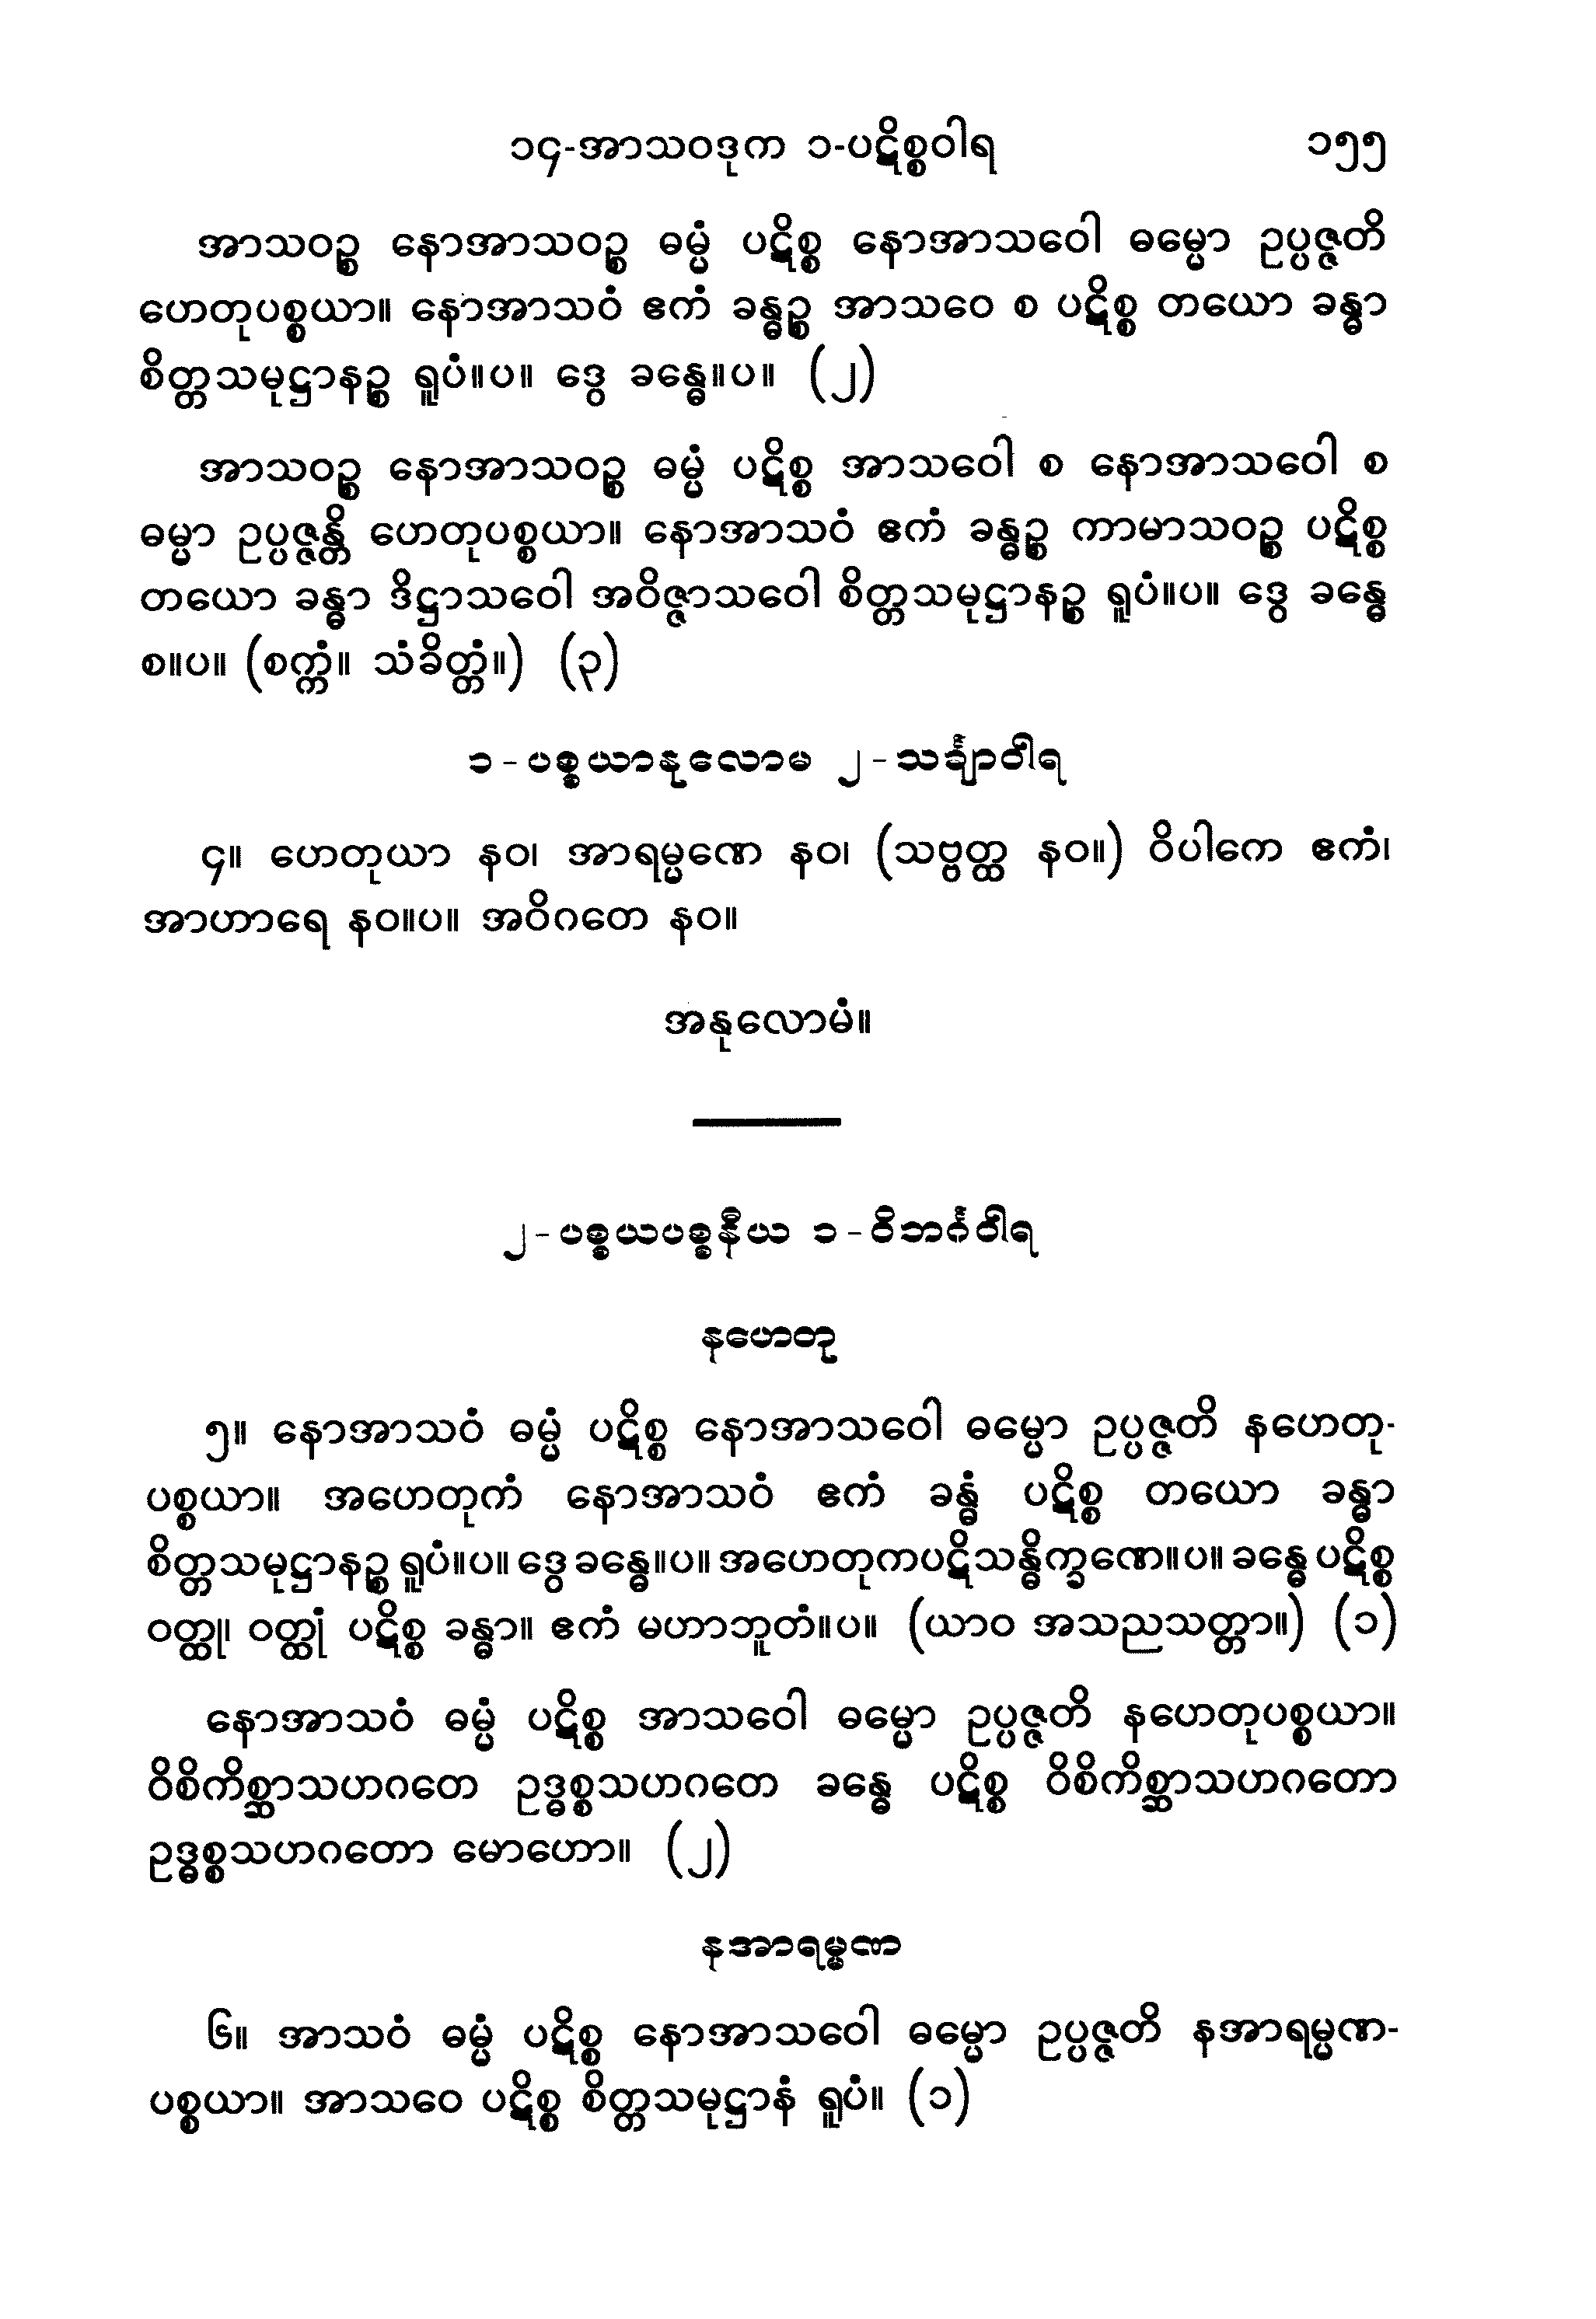 ၁၄-အာသဝဒုက ၁-ပဋိစ္စဝါရ ၁၅၅
အာသဝဉ္စ နောအာသဝဉ္စ ဓမ္မံ ပဋိစ္စ နောအာသဝေါ ဓမ္မော ဥပ္ပဇ္ဇတိ
ဟေတုပစ္စယာ။ နောအာသဝံ ဧကံ ခန္ဓဉ္စ အာသဝေ စ ပဋိစ္စ တယော ခန္ဓာ
စိတ္တသမုဋ္ဌာနဉ္စ ရူပံ။ပ။ ဒွေ ခန္ဓေ။ပ။ (၂)
အာသဝဉ္စ နောအာသဝဉ္စ ဓမ္မံ ပဋိစ္စ အာသဝေါ စ နောအာသဝေါ စ
ဓမ္မာ ဥပ္ပဇ္ဇန္တိ ဟေတုပစ္စယာ။ နောအာသဝံ ဧကံ ခန္ဓဉ္စ ကာမာသဝဉ္စ ပဋိစ္စ
တယော ခန္ဓာ ဒိဋ္ဌာသဝေါ အဝိဇ္ဇာသဝေါ စိတ္တသမုဋ္ဌာနဉ္စ ရူပံ။ပ။ ဒွေ ခန္ဓေ
စ။ပ။ (စက္ကံ။ သံခိတ္တံ။) (၃)
၁-ပစ္စယာနုလောမ ၂-သင်္ချာဝါရ
၄။ ဟေတုယာ နဝ၊ အာရမ္မဏေ နဝ၊ (သဗ္ဗတ္ထ နဝ။) ဝိပါကေ ဧကံ၊
အာဟာရေ နဝ။ပ။ အဝိဂတေ နဝ။
အနုလောမံ။
၂-ပစ္စယပစ္စနီယ ၁-ဝိဘင်္ဂဝါရ
နဟေတု
၅။ နောအာသဝံ ဓမ္မံ ပဋိစ္စ နောအာသဝေါ ဓမ္မော ဥပ္ပဇ္ဇတိ နဟေတု-
ပစ္စယာ။ အဟေတုကံ နောအာသဝံ ဧကံ ခန္ဓံ ပဋိစ္စ တယော ခန္ဓာ
စိတ္တသမုဋ္ဌာနဉ္စ ရူပံ။ပ။ ဒွေ ခန္ဓေ။ပ။ အဟေတုကပဋိသန္ဓိက္ခဏေ။ပ။ ခန္ဓေ ပဋိစ္စ
ဝတ္ထု၊ ဝတ္ထုံ ပဋိစ္စ ခန္ဓာ။ ဧကံ မဟာဘူတံ။ပ။ (ယာဝ အသညသတ္တာ။) (၁)
နောအာသဝံ ဓမ္မံ ပဋိစ္စ အာသဝေါ ဓမ္မော ဥပ္ပဇ္ဇတိ နဟေတုပစ္စယာ။
ဝိစိကိစ္ဆာသဟဂတေ ဥဒ္ဓစ္စသဟဂတေ ခန္ဓေ ပဋိစ္စ ဝိစိကိစ္ဆာသဟဂတော
ဥဒ္ဓစ္စသဟဂတော မောဟော။ (၂)
နအာရမ္မဏ
၆။ အာသဝံ ဓမ္မံ ပဋိစ္စ နောအာသဝေါ ဓမ္မော ဥပ္ပဇ္ဇတိ နအာရမ္မဏ-
ပစ္စယာ။ အာသဝေ ပဋိစ္စ စိတ္တသမုဋ္ဌာနံ ရူပံ။ (၁)